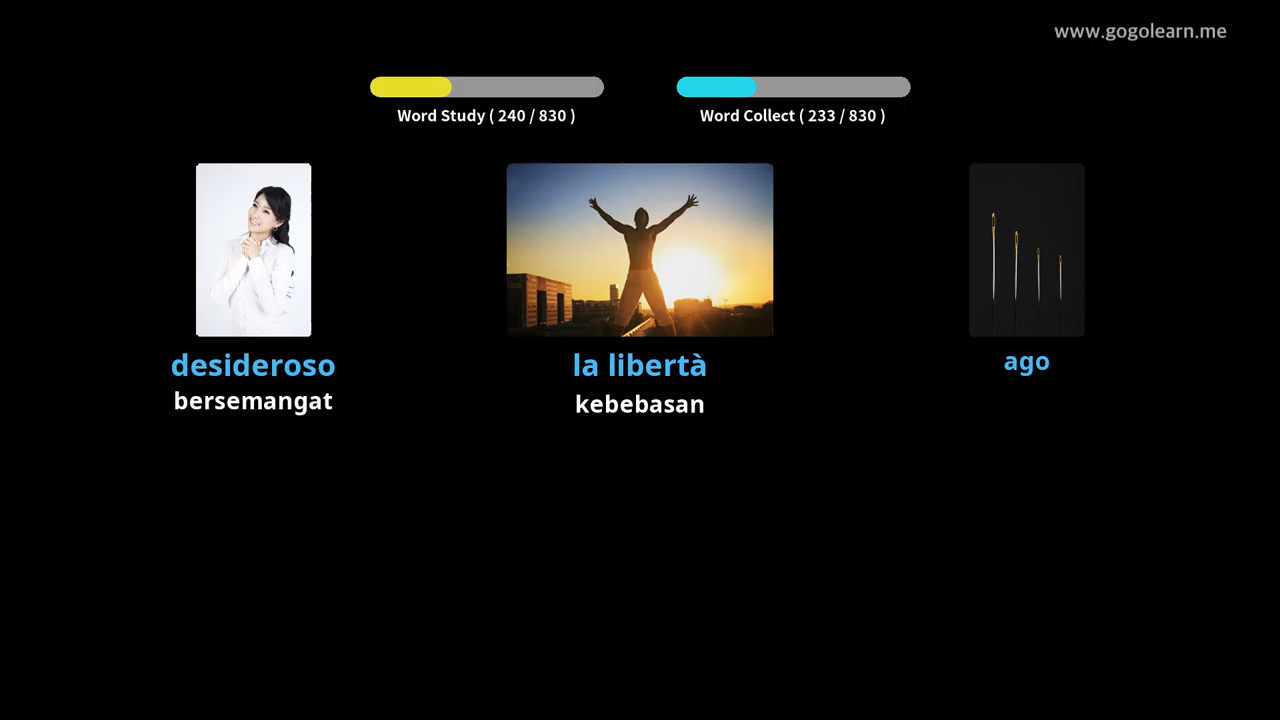 www.gogolearn.me
Word Study ( 240 / 830 )
Word Collect ( 233 / 830 )
desideroso
bersemangat
la libertà
kebebasan
ago